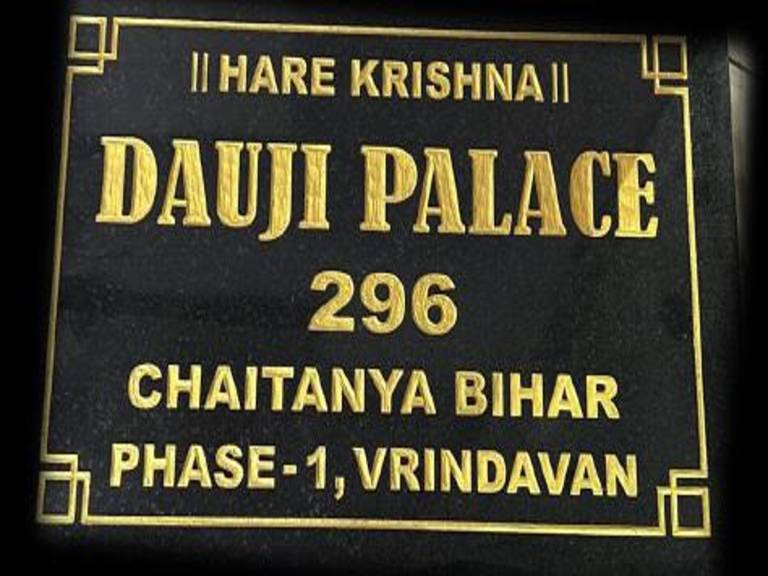 ||HARE KRISHNA||
DAUJI PALACE
296
CHAITANYA BIHAR
PHASE-1, VRINDAVAN